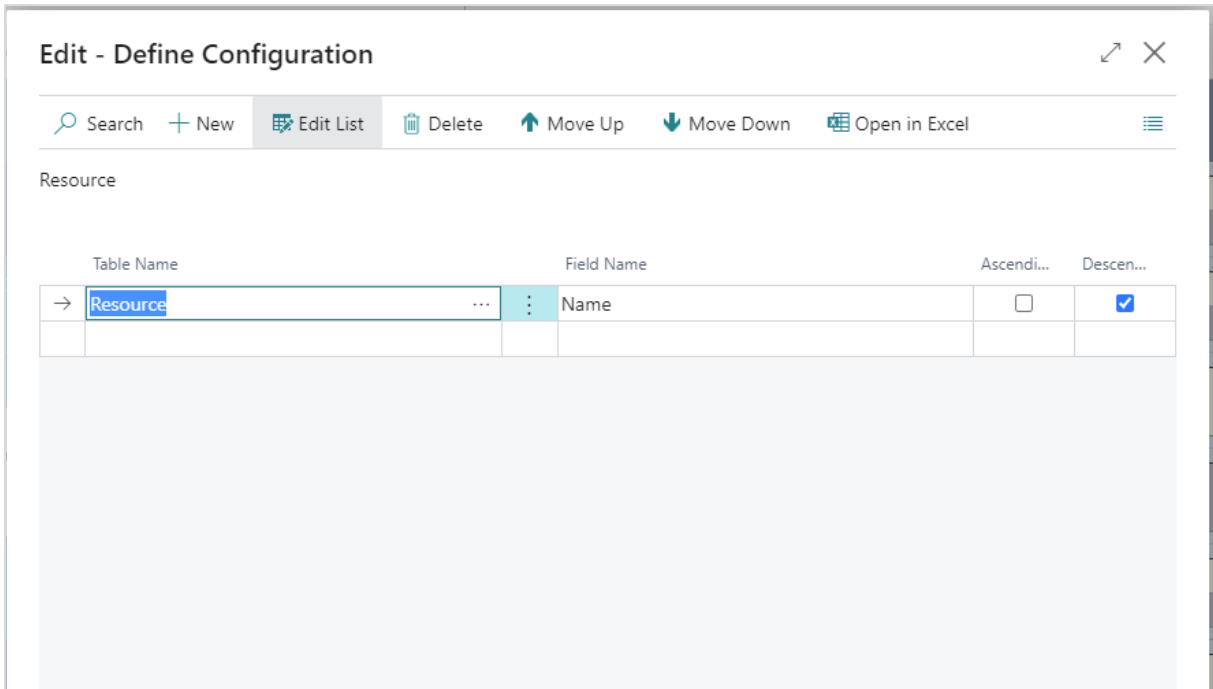 Edit - Define Configuration
Search New Edit List Delete Move Up Move Down Open in Excel
Resource
Table Name Field Name Ascendi... Descen...
Resource ... Name